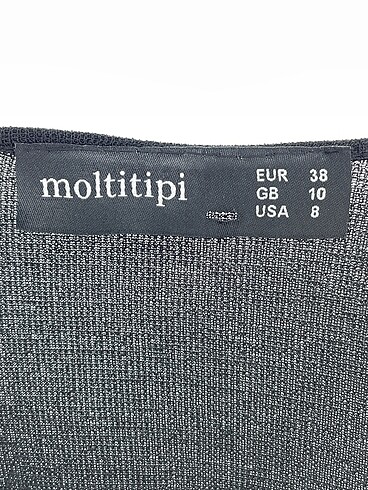 moltitipi
EUR 38
GB 10
USA 8